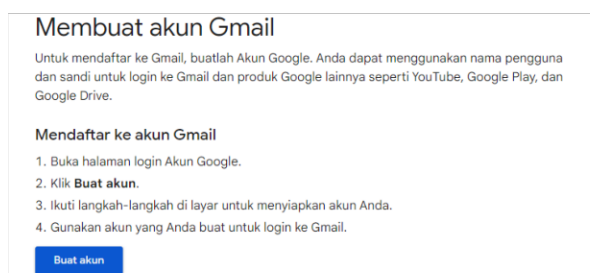 Membuat akun Gmail
Untuk mendaftar ke Gmail, buatlah Akun Google. Anda dapat menggunakan nama pengguna
dan sandi untuk login ke Gmail dan produk Google lainnya seperti YouTube, Google Play, dan
Google Drive.
Mendaftar ke akun Gmail
1. Buka halaman login Akun Google.
2. Klik Buat akun.
3. Ikuti langkah-langkah di layar untuk menyiapkan akun Anda.
4. Gunakan akun yang Anda buat untuk login ke Gmail.
Buat akun